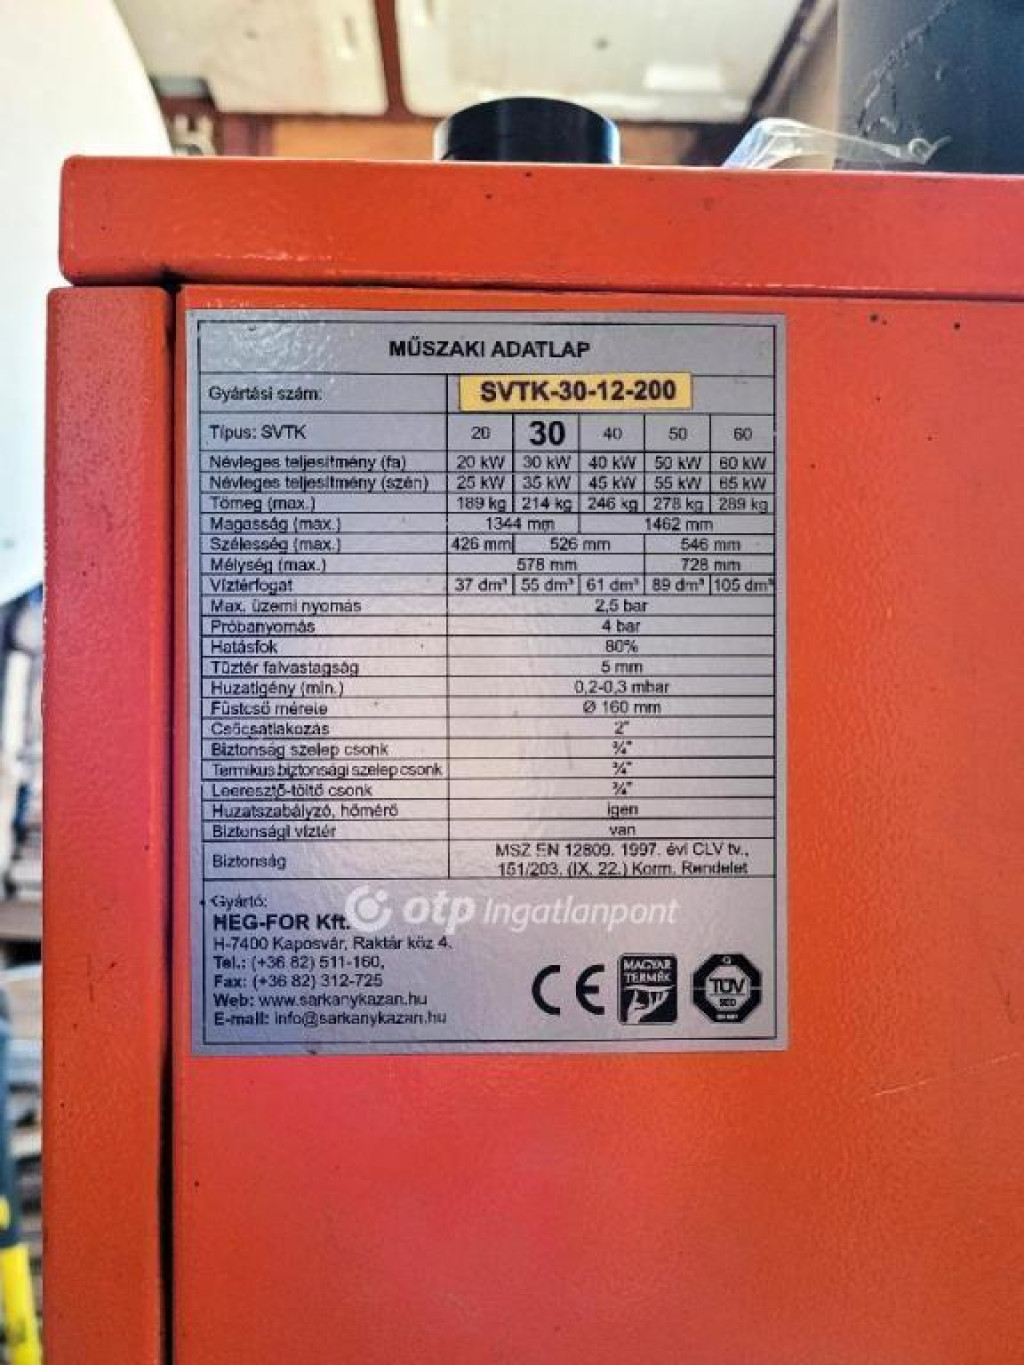 MŰSZAKI ADATLAP
Gyártási szám: SVTK-30-12-200
Típus: SVTK 20 30 40 50 60
Névleges teljesítmény (fa) 20 kW 30 kW 40 kW 50 kW 60 kW
Névleges teljesítmény (szén) 25 kW 35 kW 45 kW 55 kW 65 kW
Tömeg (max.) 189 kg 214 kg 246 kg 278 kg 289 kg
Magasság (max.) 1344 mm 1462 mm
Szélesség (max.) 426 mm 526 mm 546 mm
Mélység (max.) 578 mm 728 mm
Víztérfogat 37 dm³ 55 dm³ 61 dm³ 89 dm³ 105 dm³
Max. üzemi nyomás 2,5 bar
Próbanyomás 4 bar
Hatásfok 80%
Tűztér falvastagság 5 mm
Huzatigény (min.) 0,2-0,3 mbar
Füstcső mérete Ø 160 mm
Csőcsatlakozás 2"
Biztonság szelep csonk ¾"
Termikus biztonsági szelep csonk ¾"
Leeresztő-töltő csonk ¾"
Huzatszabályzó, hőmérő igen
Biztonsági víztér van
Biztonság MSZ EN 12809. 1997. évi CLV tv.,
151/203. (IX. 22.) Korm. Rendelet
Gyártó:
HEG-FOR Kft.
H-7400 Kaposvár, Raktár köz 4.
Tel.: (+36 82) 511-160,
Fax: (+36 82) 312-725
Web: www.sarkanykazan.hu
E-mail: info@sarkanykazan.hu
otp Ingatlanpont
CE
MAGYAR
TERMÉK
TÜV